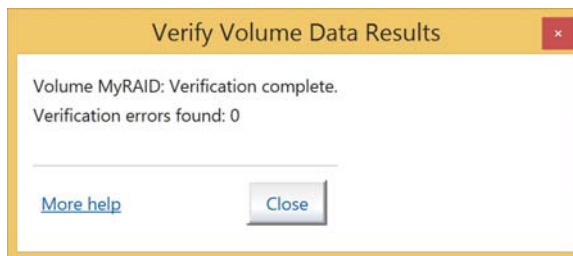 Verify Volume Data Results
×
Volume MyRAID: Verification complete.
Verification errors found: 0
More help
Close